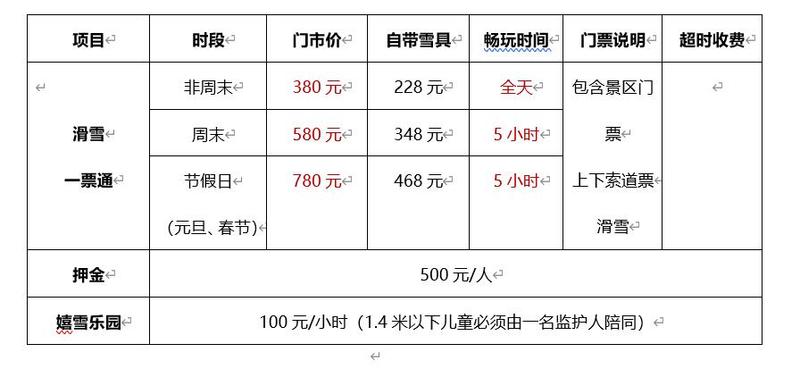 项目 时段 门市价 自带雪具 畅玩时间 门票说明 超时收费
非周末 380 元 228 元 全天 包含景区门
滑雪 周末 580 元 348 元 5 小时 票
一票通 节假日 780 元 468 元 5 小时 上下索道票
（元旦、春节） 滑雪
押金 500 元/人
嬉雪乐园 100 元/小时（1.4 米以下儿童必须由一名监护人陪同）